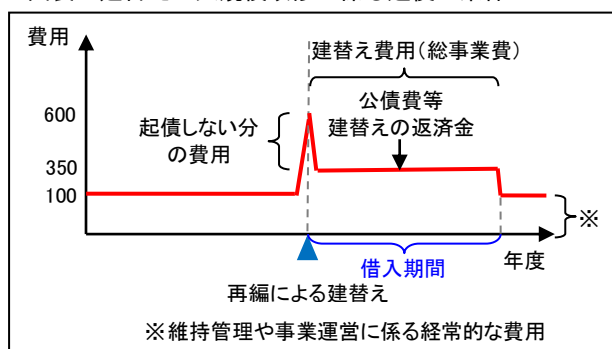 費用
建替え費用(総事業費)
600
起債しない分
の費用
公債費等
建替えの返済金
350
100
※
借入期間
年度
再編による建替え
※維持管理や事業運営に係る経常的な費用